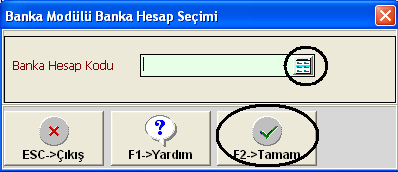 Banka Modülü Banka Hesap Seçimi
Banka Hesap Kodu
ESC->Çıkış F1->Yardım F2->Tamam